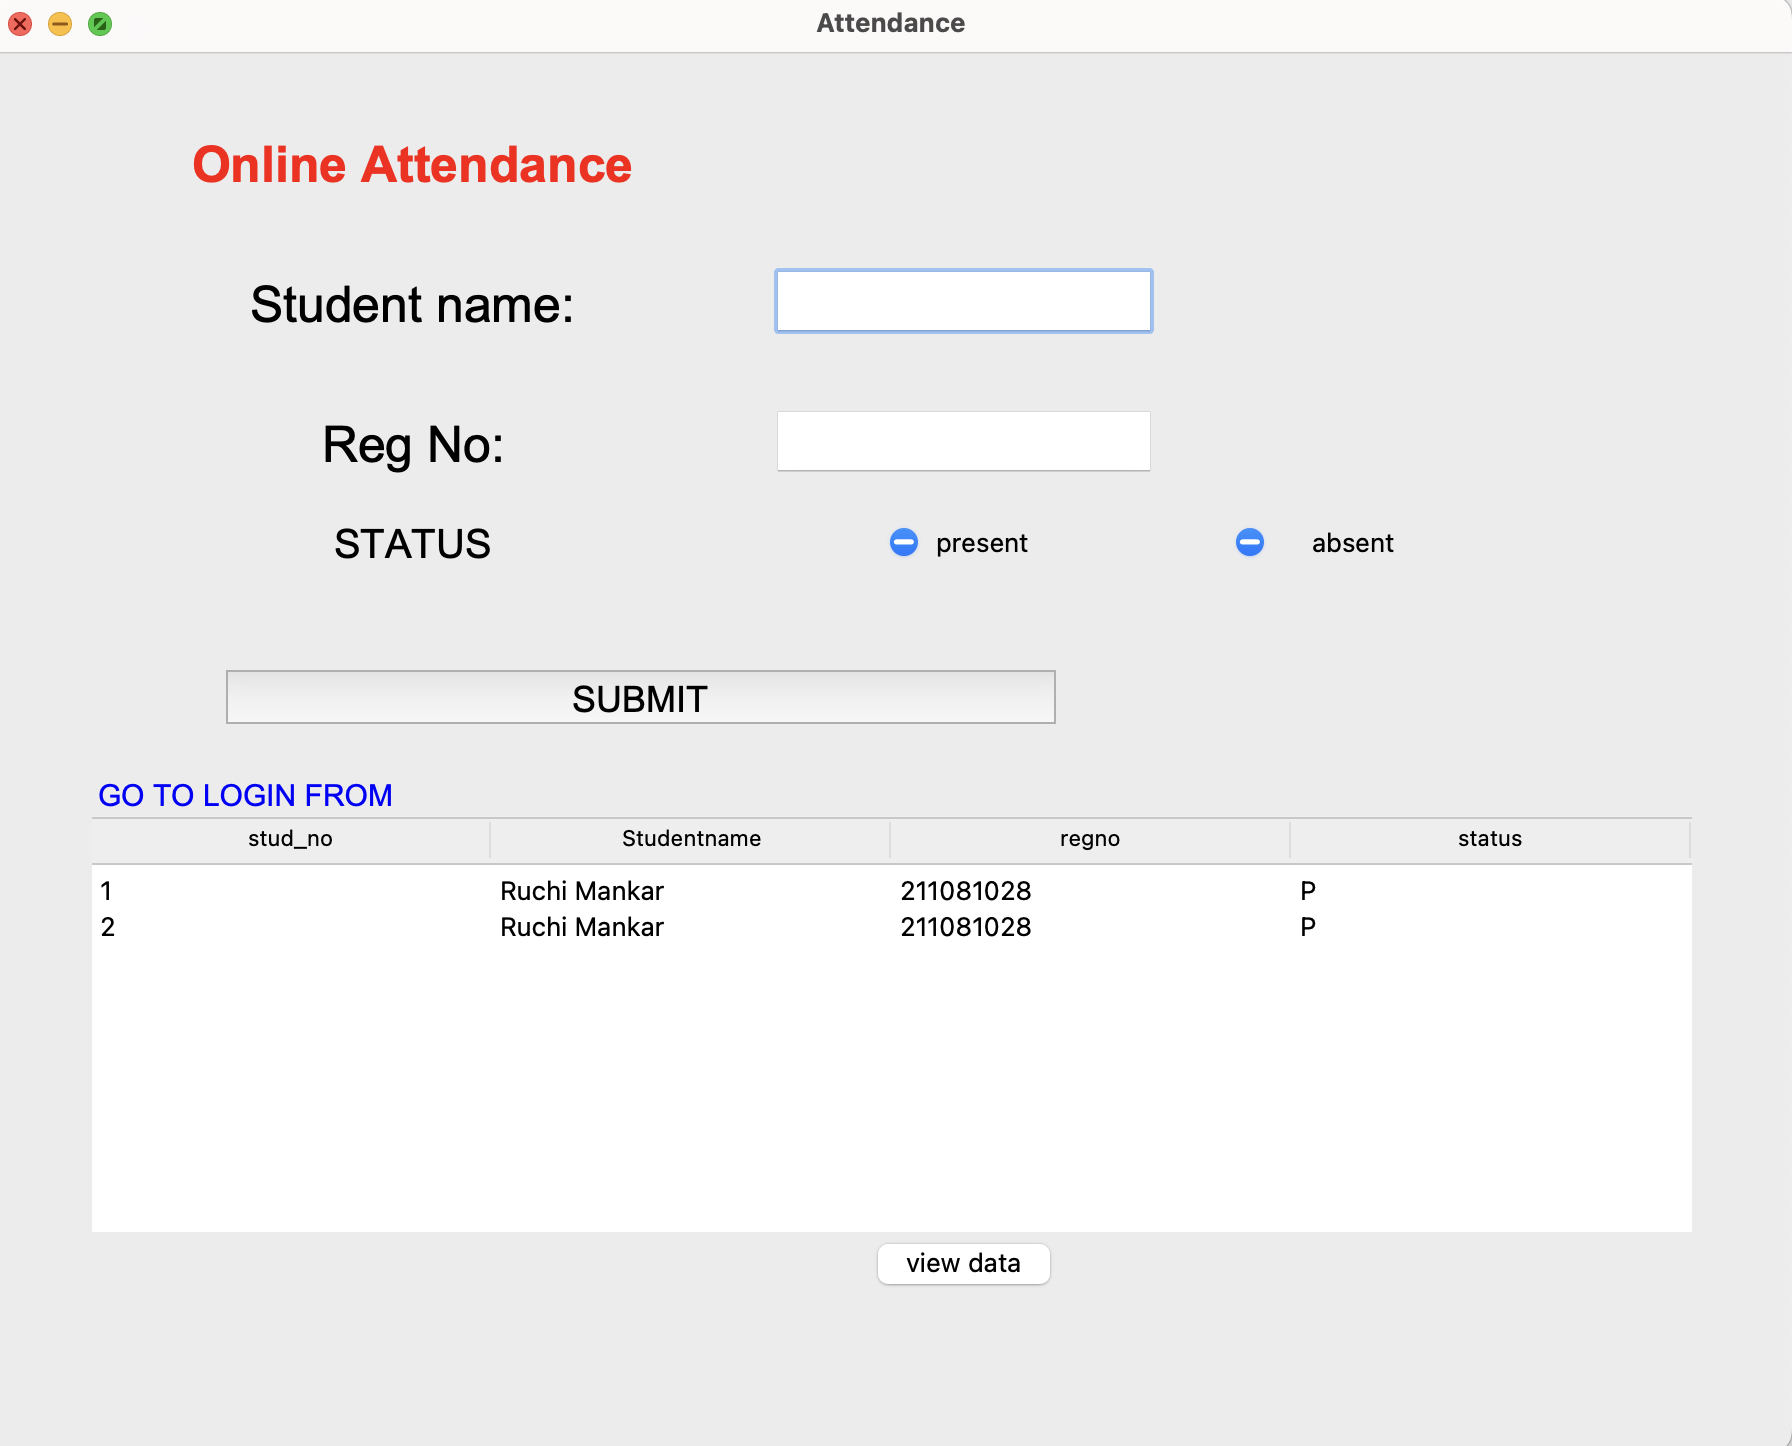 Attendance
Online Attendance
Student name:
Reg No:
STATUS present absent
SUBMIT
GO TO LOGIN FROM
stud_no Studentname regno status
1 Ruchi Mankar 211081028 P
2 Ruchi Mankar 211081028 P
view data